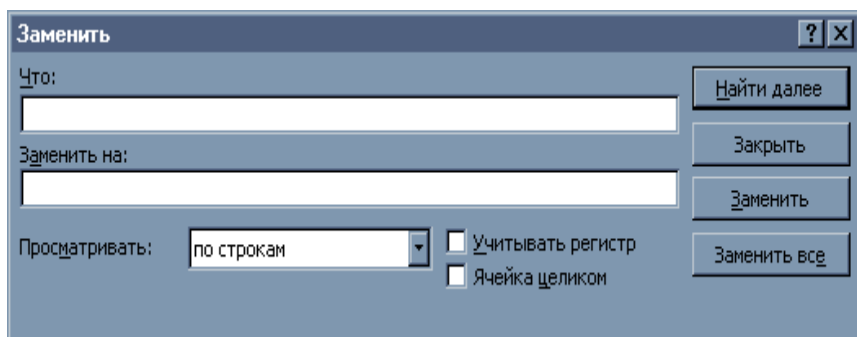 Заменить
Что:
Найти далее
Заменить на:
Закрыть
Заменить
Просматривать:
по строкам
Учитывать регистр
Ячейка целиком
Заменить все